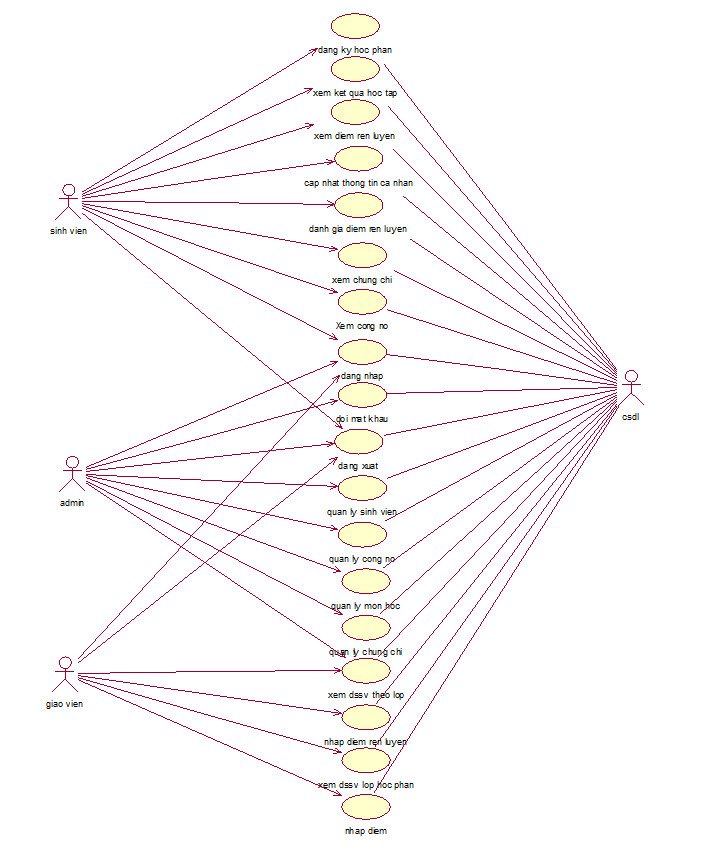 dang ky hoc phan
xem ket qua hoc tap
xem diem ren luyen
cap nhat thong tin ca nhan
sinh vien
danh gia diem ren luyen
xem chung chi
Xem cong no
dang nhap
csdl
doi mat khau
dang xuat
admin
quan ly sinh vien
quan ly cong no
quan ly mon hoc
quan ly chung chi
xem dssv theo lop
giao vien
nhap diem ren luyen
xem dssv lop hoc phan
nhap diem